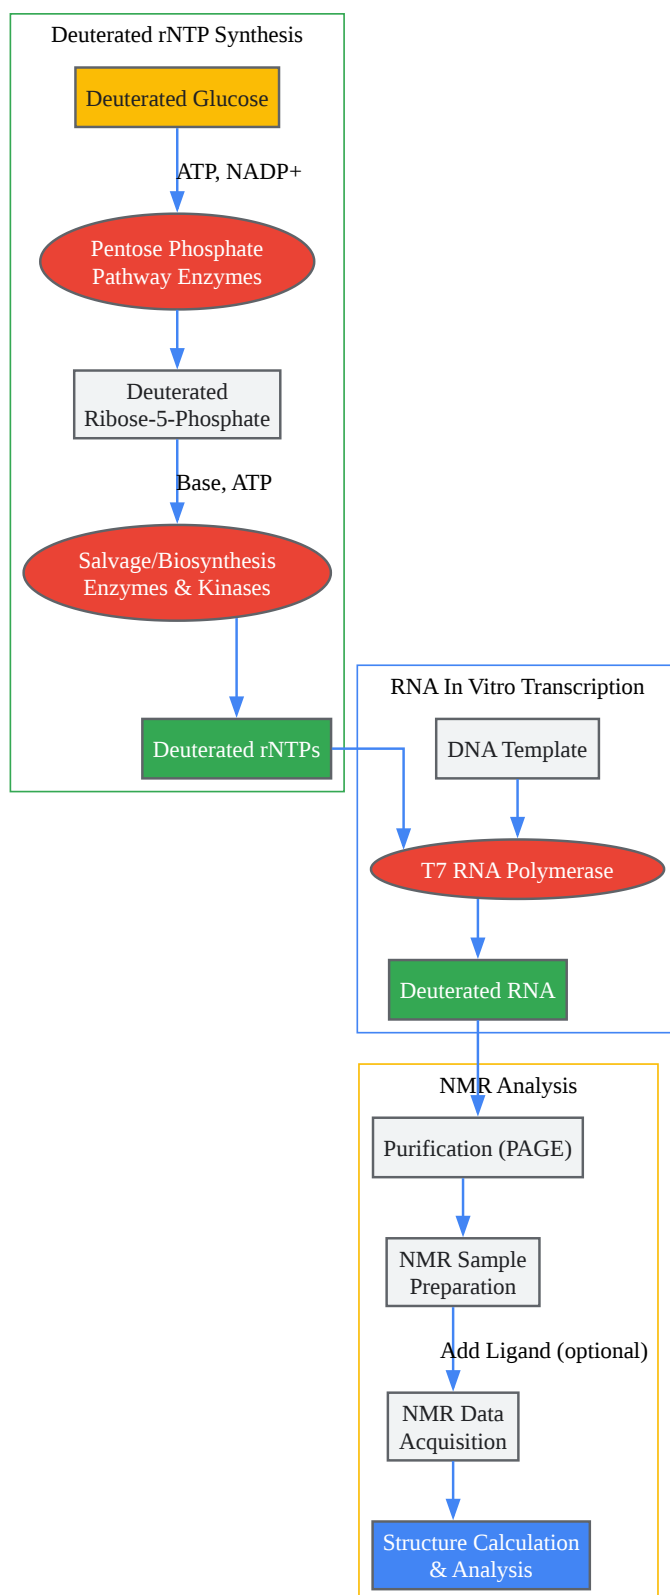 Deuterated rNTP Synthesis
Deuterated Glucose
ATP, NADP+
Pentose Phosphate
Pathway Enzymes
Deuterated
Ribose-5-Phosphate
Base, ATP
Salvage/Biosynthesis
Enzymes & Kinases
Deuterated rNTPs
RNA In Vitro Transcription
DNA Template
T7 RNA Polymerase
Deuterated RNA
NMR Analysis
Purification (PAGE)
NMR Sample
Preparation
Add Ligand (optional)
NMR Data
Acquisition
Structure Calculation
& Analysis